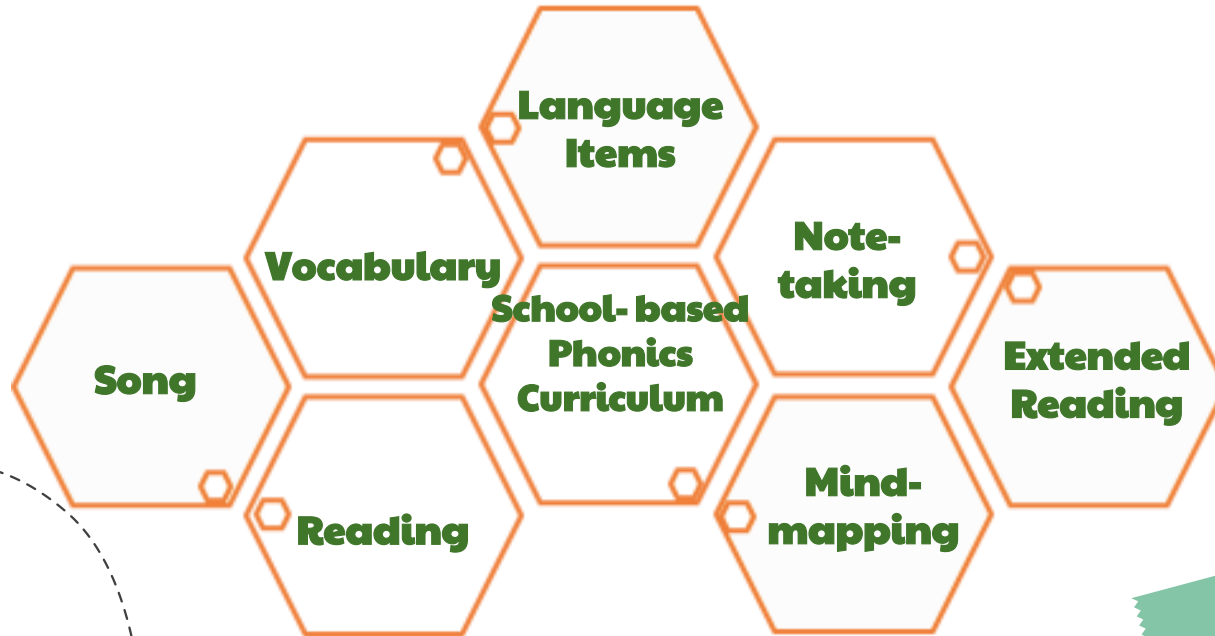 Language
Items
Vocabulary
Note-
taking
School- based
Phonics
Curriculum
Song
Extended
Reading
Reading
Mind-
mapping